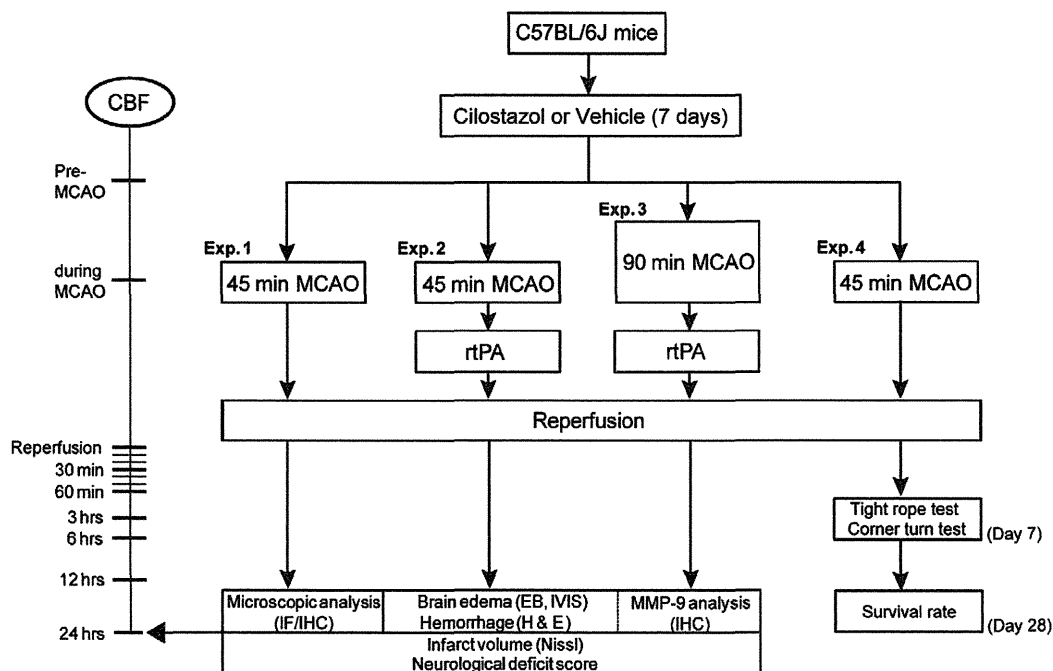 C57BL/6J mice
CBF
Cilostazol or Vehicle (7 days)
Pre-
MCAO
during
MCAO
Exp. 1
45 min MCAO
Exp. 2
45 min MCAO
rtPA
Exp. 3
90 min MCAO
rtPA
Exp. 4
45 min MCAO
Reperfusion
Reperfusion
30 min
60 min
3 hrs
6 hrs
12 hrs
24 hrs
Tight rope test
Corner turn test
(Day 7)
Microscopic analysis
(IF/IHC)
Brain edema (EB, IVIS)
Hemorrhage (H & E)
MMP-9 analysis
(IHC)
Survival rate
(Day 28)
Infarct volume (Nissl)
Neurological deficit score